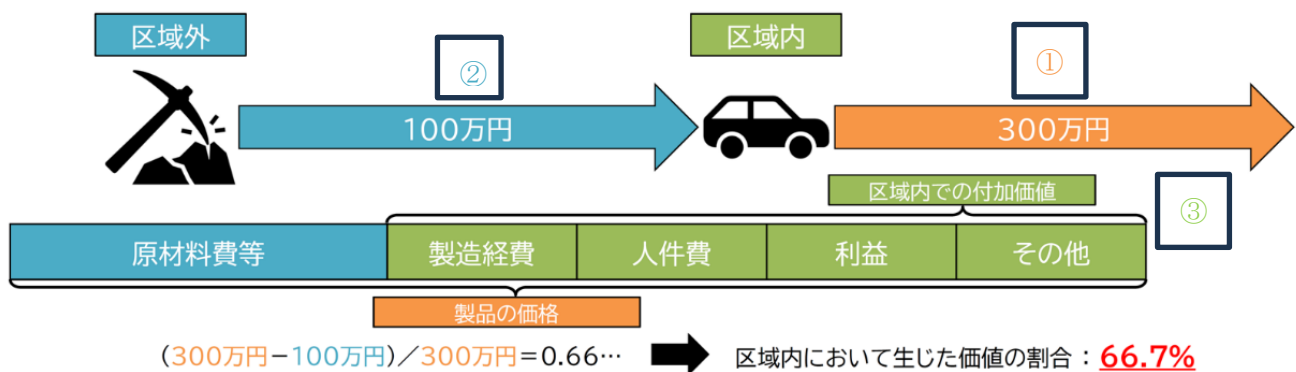 区域外
区域内
②
①
100万円
300万円
区域内での付加価値
③
原材料費等
製造経費
人件費
利益
その他
製品の価格
(300万円－100万円)／300万円＝0.66…
区域内において生じた価値の割合：66.7%